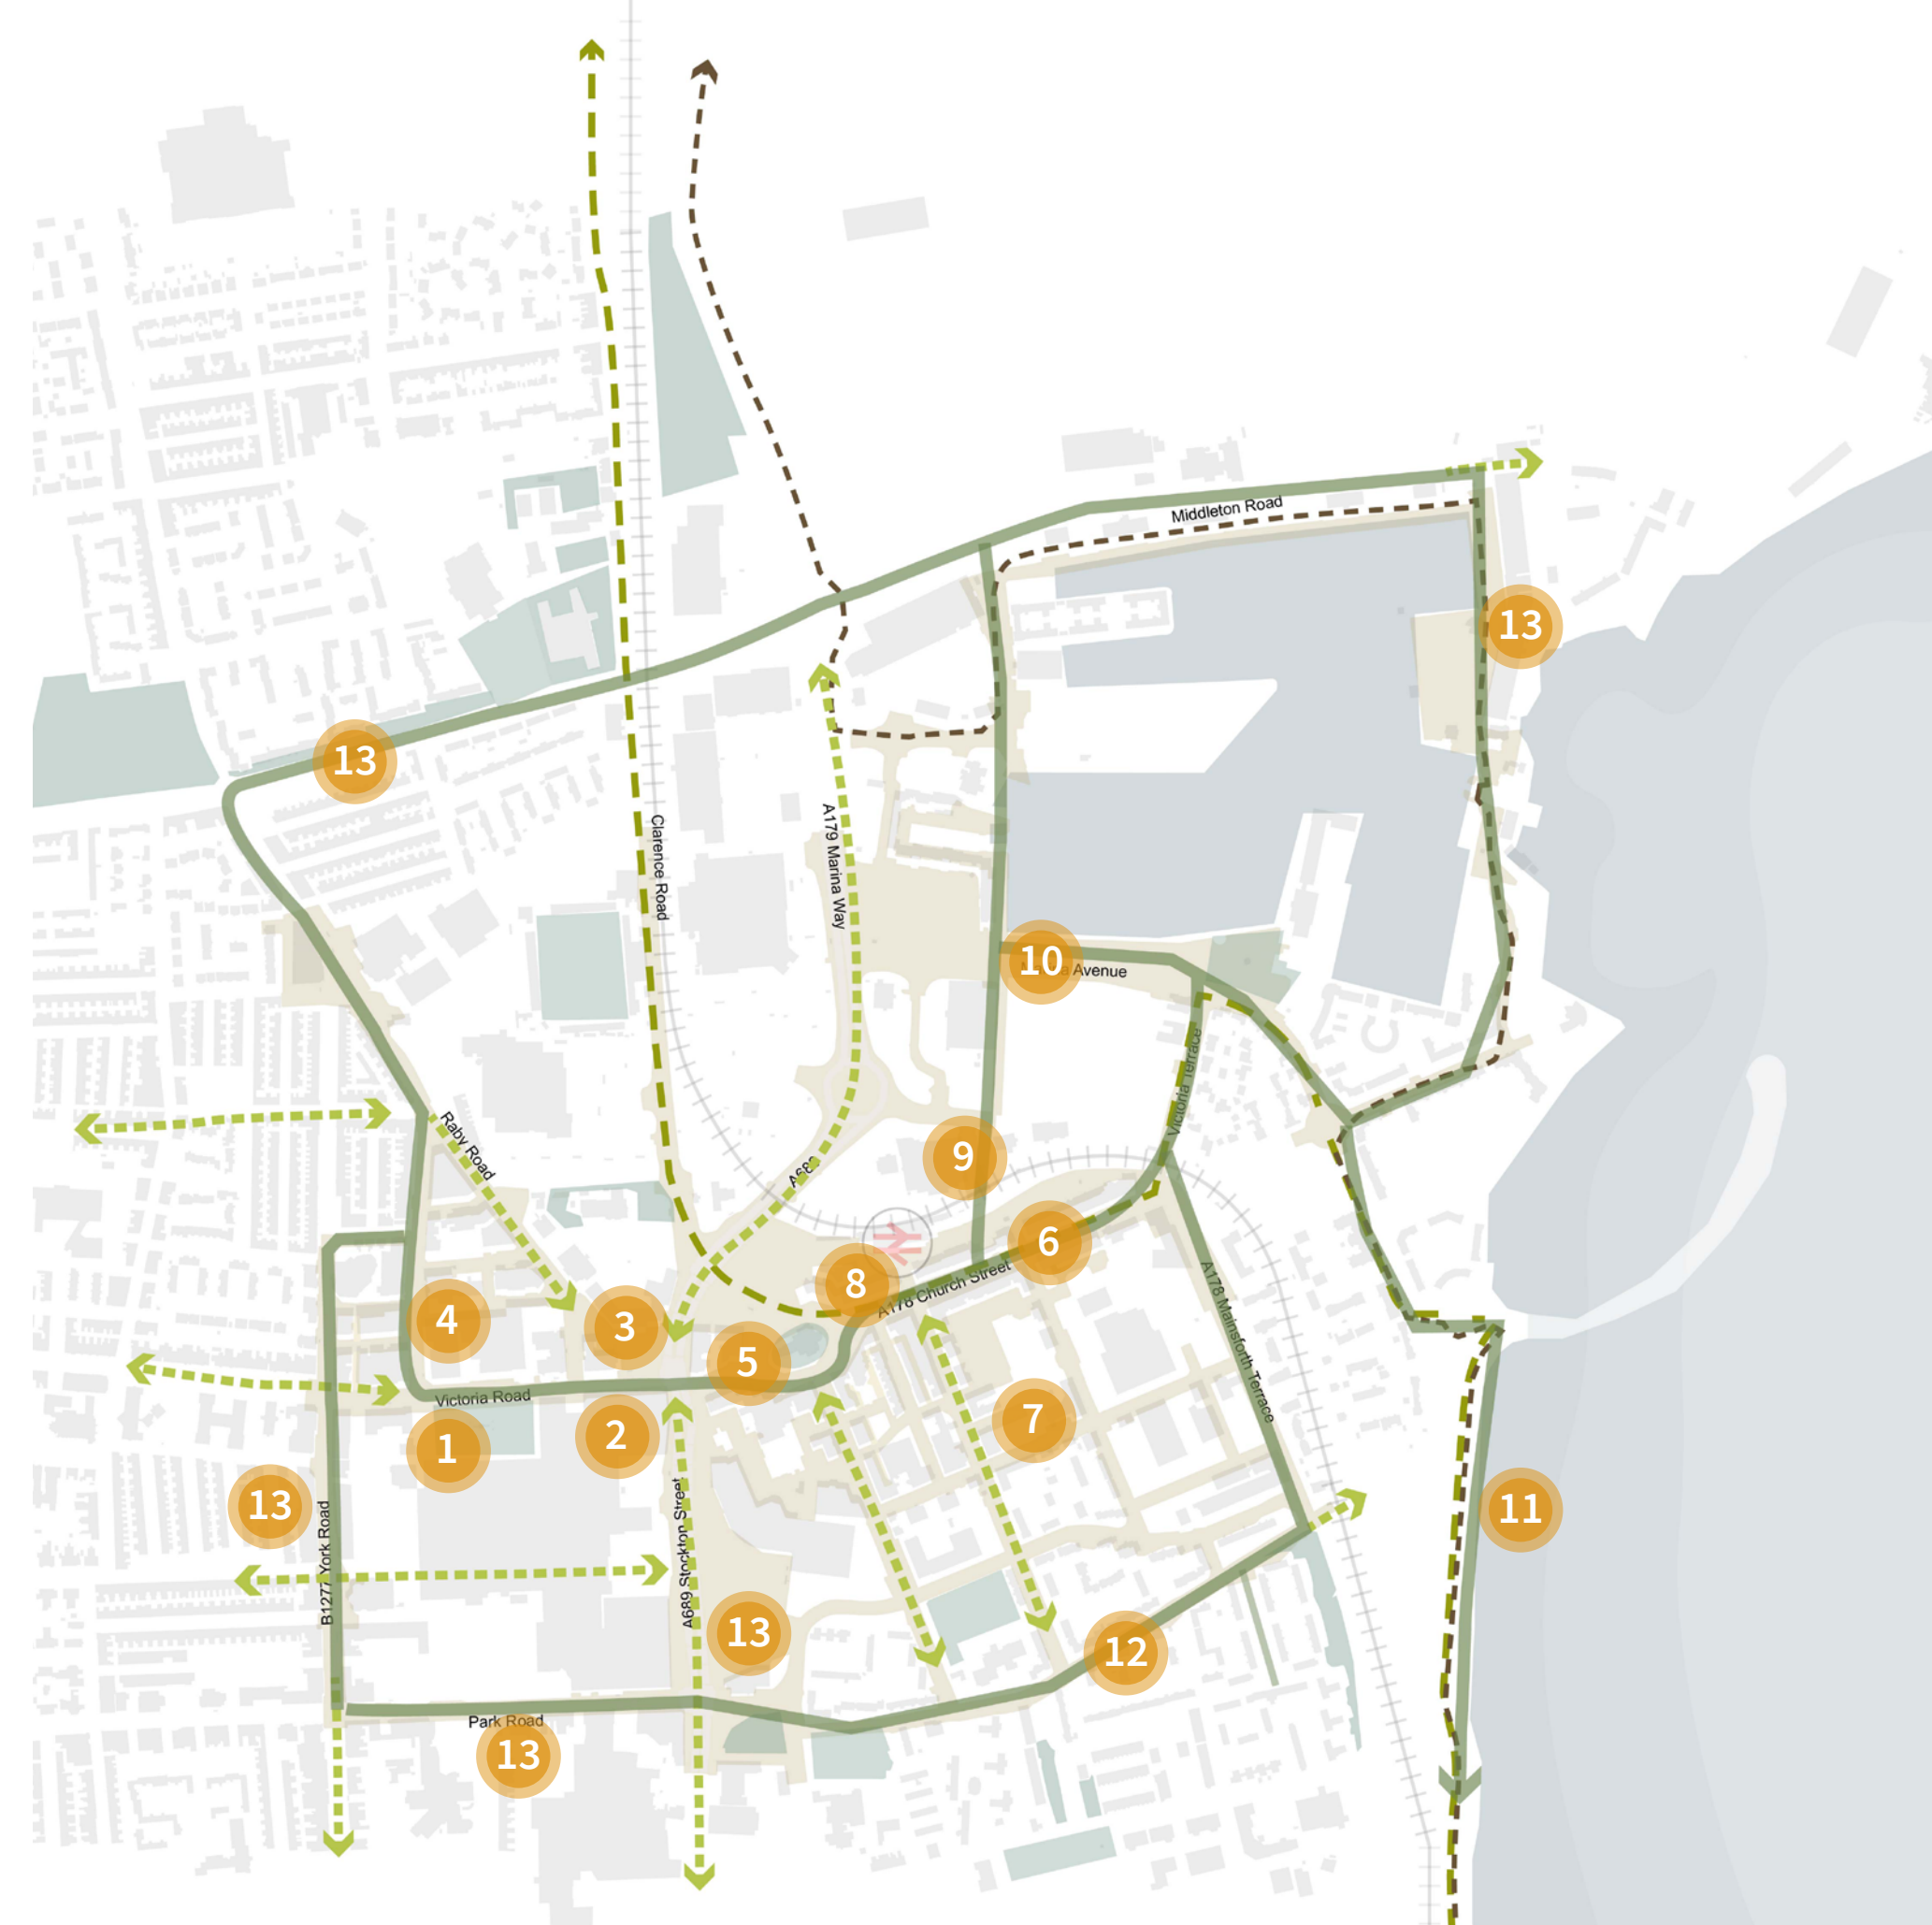 Middleton Road
13
13
Clarence Road
A179 Marina Way
10
Avenue
Victoria Terrace
Raby Road
A689
9
6
8
A178 Church Street
A178 Mainsforth Terrace
4
3
5
Victoria Road
7
1
2
13
B1277 York Road
A689 Stockton Street
11
13
12
Park Road
13